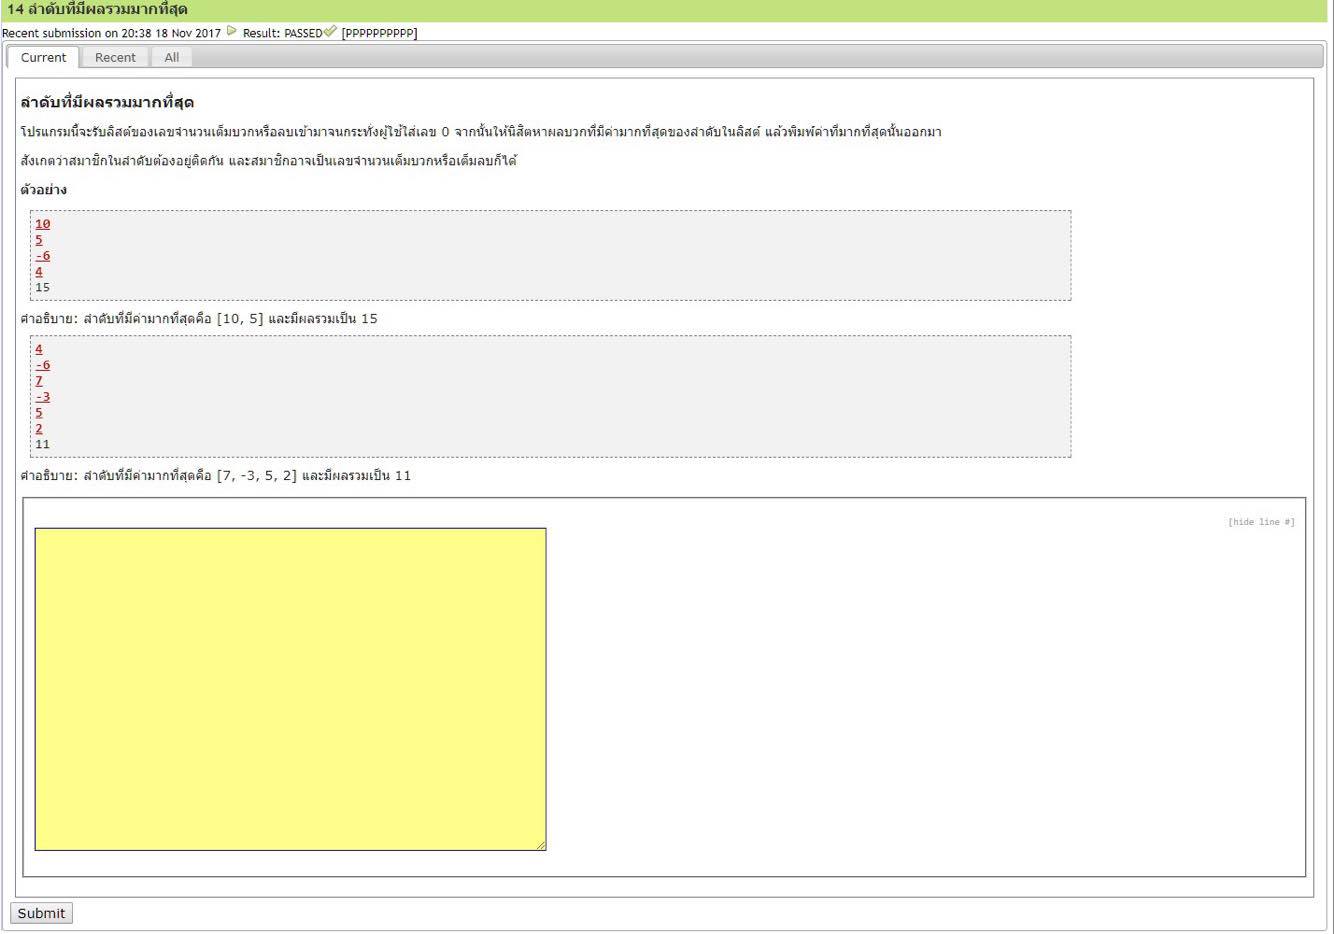 14 ลำดับที่มีผลรวมมากที่สุด
Recent submission on 20:38 18 Nov 2017 Result: PASSED [PPPPPPPPPP]
Current Recent All
ลำดับที่มีผลรวมมากที่สุด
โปรแกรมนี้จะรับลิสต์ของเลขจำนวนเต็มบวกหรือลบเข้ามาจนกระทั่งผู้ใช้ใส่เลข 0 จากนั้นให้นิสิตหาผลบวกที่มีค่ามากที่สุดของลำดับในลิสต์ แล้วพิมพ์ค่าที่มากที่สุดนั้นออกมา
สังเกตว่าสมาชิกในลำดับต้องอยู่ติดกัน และสมาชิกอาจเป็นเลขจำนวนเต็มบวกหรือเต็มลบก็ได้
ตัวอย่าง
10
5
-6
4
15
คำอธิบาย: ลำดับที่มีค่ามากที่สุดคือ [10, 5] และมีผลรวมเป็น 15
4
-6
7
-3
5
2
11
คำอธิบาย: ลำดับที่มีค่ามากที่สุดคือ [7, -3, 5, 2] และมีผลรวมเป็น 11
[hide line #]
Submit